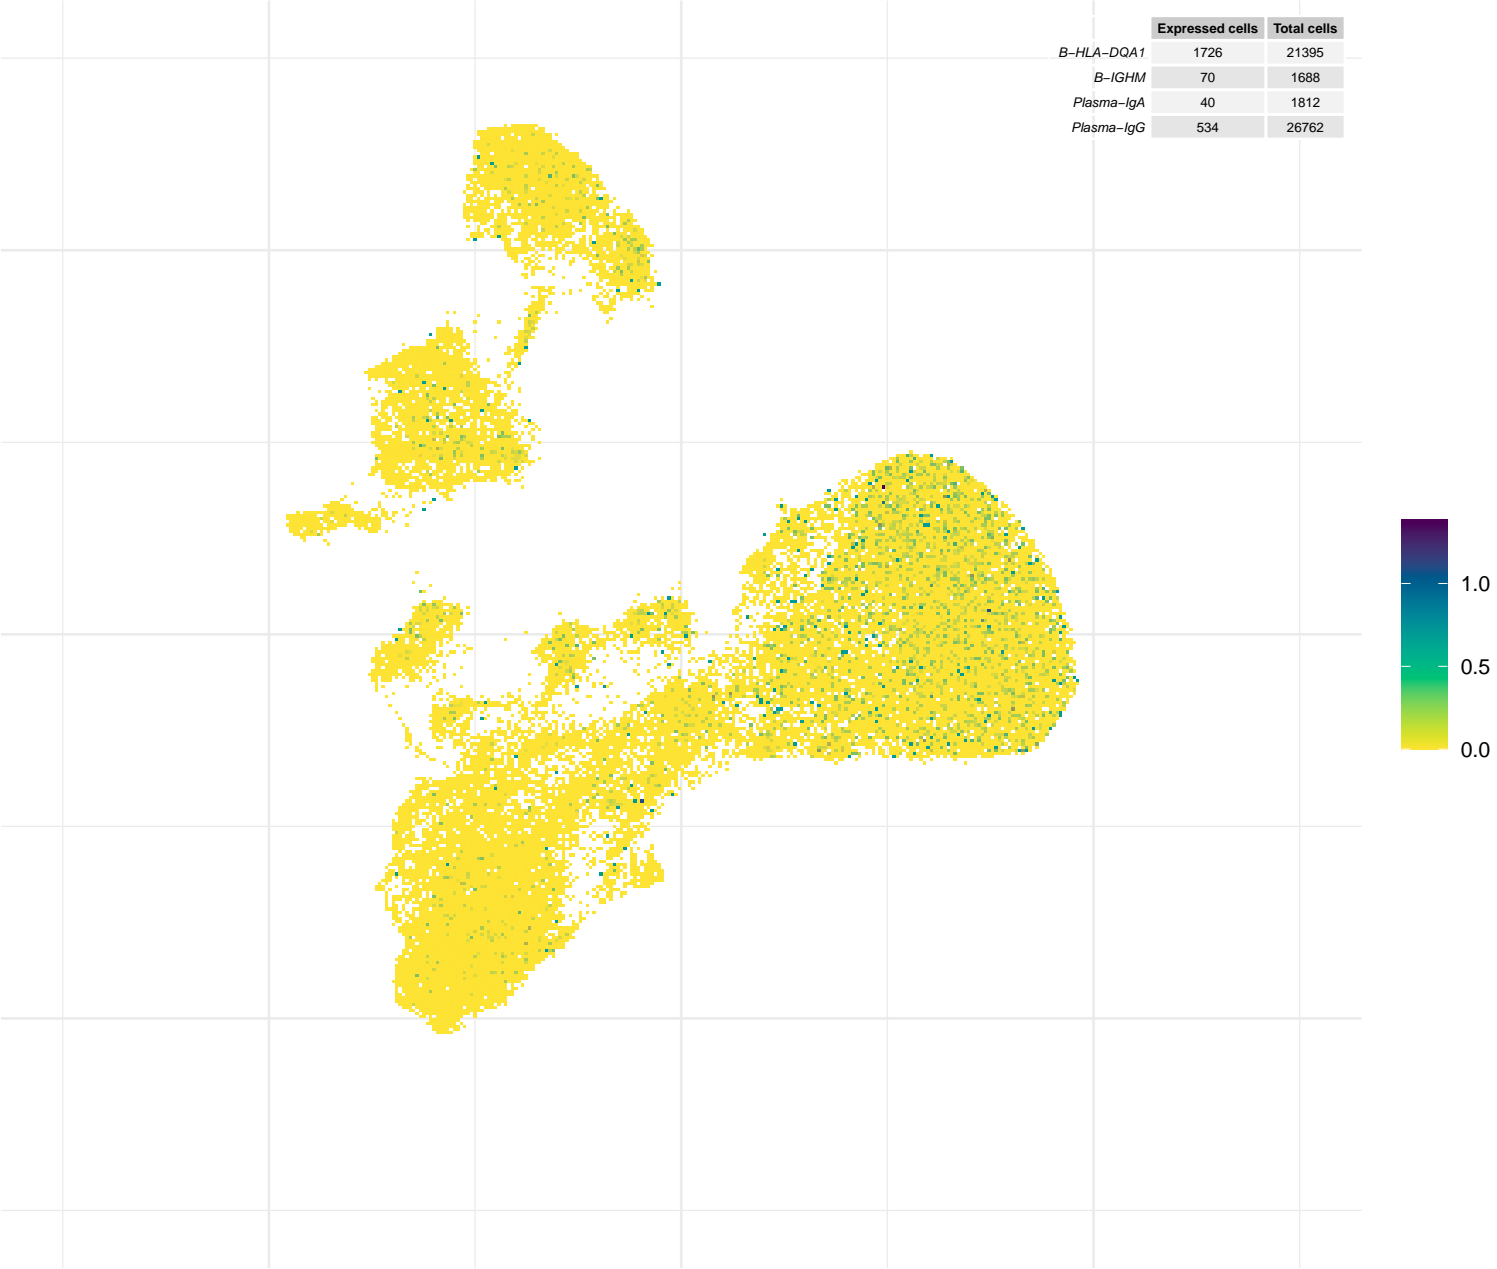 Expressed cells Total cells
B−HLA−DQA1 1726 21395
B−IGHM 70 1688
Plasma−IgA 40 1812
Plasma−IgG 534 26762
1.0
0.5
0.0